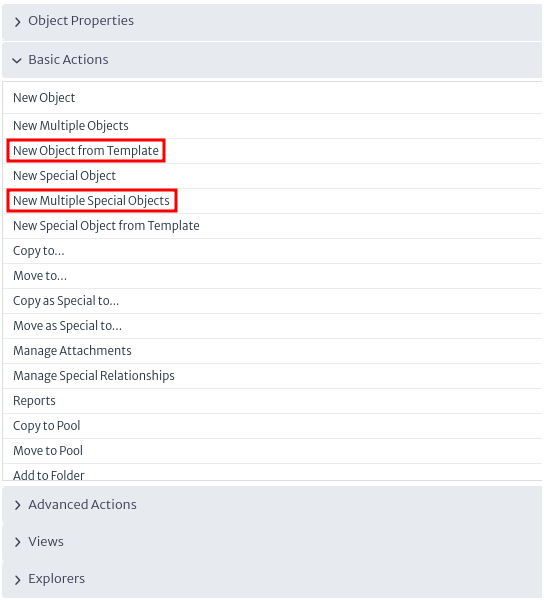 Object Properties
Basic Actions
New Object
New Multiple Objects
New Object from Template
New Special Object
New Multiple Special Objects
New Special Object from Template
Copy to...
Move to...
Copy as Special to...
Move as Special to...
Manage Attachments
Manage Special Relationships
Reports
Copy to Pool
Move to Pool
Add to Folder
Advanced Actions
Views
Explorers